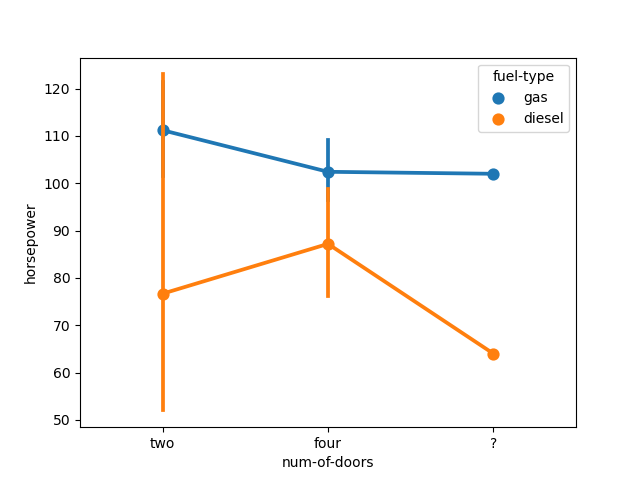 fuel-type
gas
diesel
120
110
100
90
80
70
60
50
horsepower
two four ?
num-of-doors